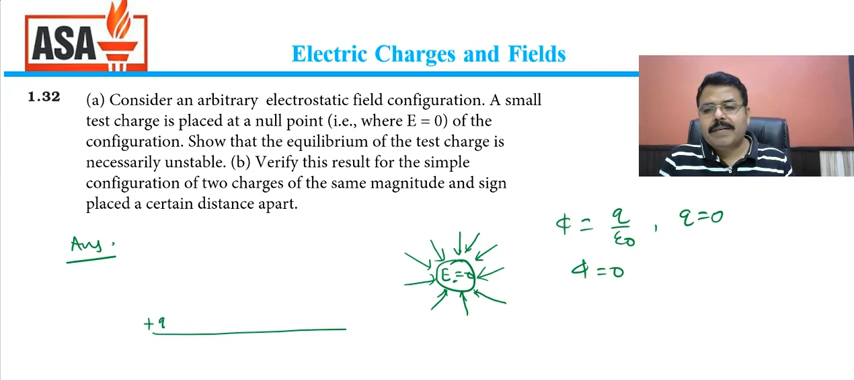 ASA
Electric Charges and Fields
1.32 (a) Consider an arbitrary electrostatic field configuration. A small
test charge is placed at a null point (i.e., where E = 0) of the
configuration. Show that the equilibrium of the test charge is
necessarily unstable. (b) Verify this result for the simple
configuration of two charges of the same magnitude and sign
placed a certain distance apart.
Ans.
E = 0
ϕ = q/ε0 , q = 0
ϕ = 0
+q